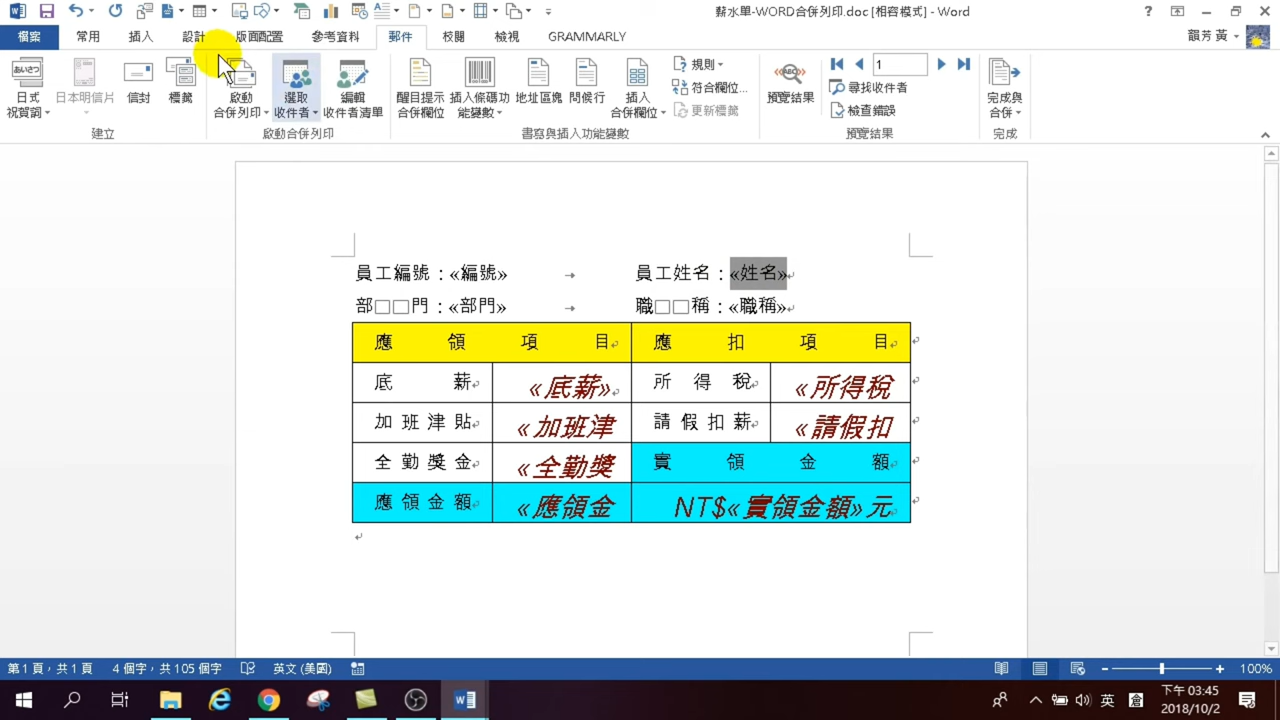 薪水單-WORD合併列印.doc [相容模式] - Word
檔案 常用 插入 設計 版面配置 參考資料 郵件 校閱 檢視 GRAMMARLY 韻芳 黃
日式祝賀箋 日本明信片 信封 標籤
建立
啟動合併列印 選取收件者 編輯收件者清單
啟動合併列印
醒目提示合併欄位 插入條碼功能變數 地址區塊 問候行 插入合併欄位
規則
符合欄位...
更新標籤
書寫與插入功能變數
預覽結果
1
尋找收件者
檢查錯誤
預覽結果
完成與合併
完成
員工編號：«編號» 員工姓名：«姓名»
部□□門：«部門» 職□□稱：«職稱»
應領項目 應扣項目
底薪 «底薪» 所得稅 «所得稅
加班津貼 «加班津 請假扣薪 «請假扣
全勤獎金 «全勤獎 實領金額
應領金額 «應領金 NT$«實領金額»元
第 1 頁，共 1 頁 4 個字，共 105 個字 英文 (美國) 100%
英 倉 下午 03:45
2018/10/2